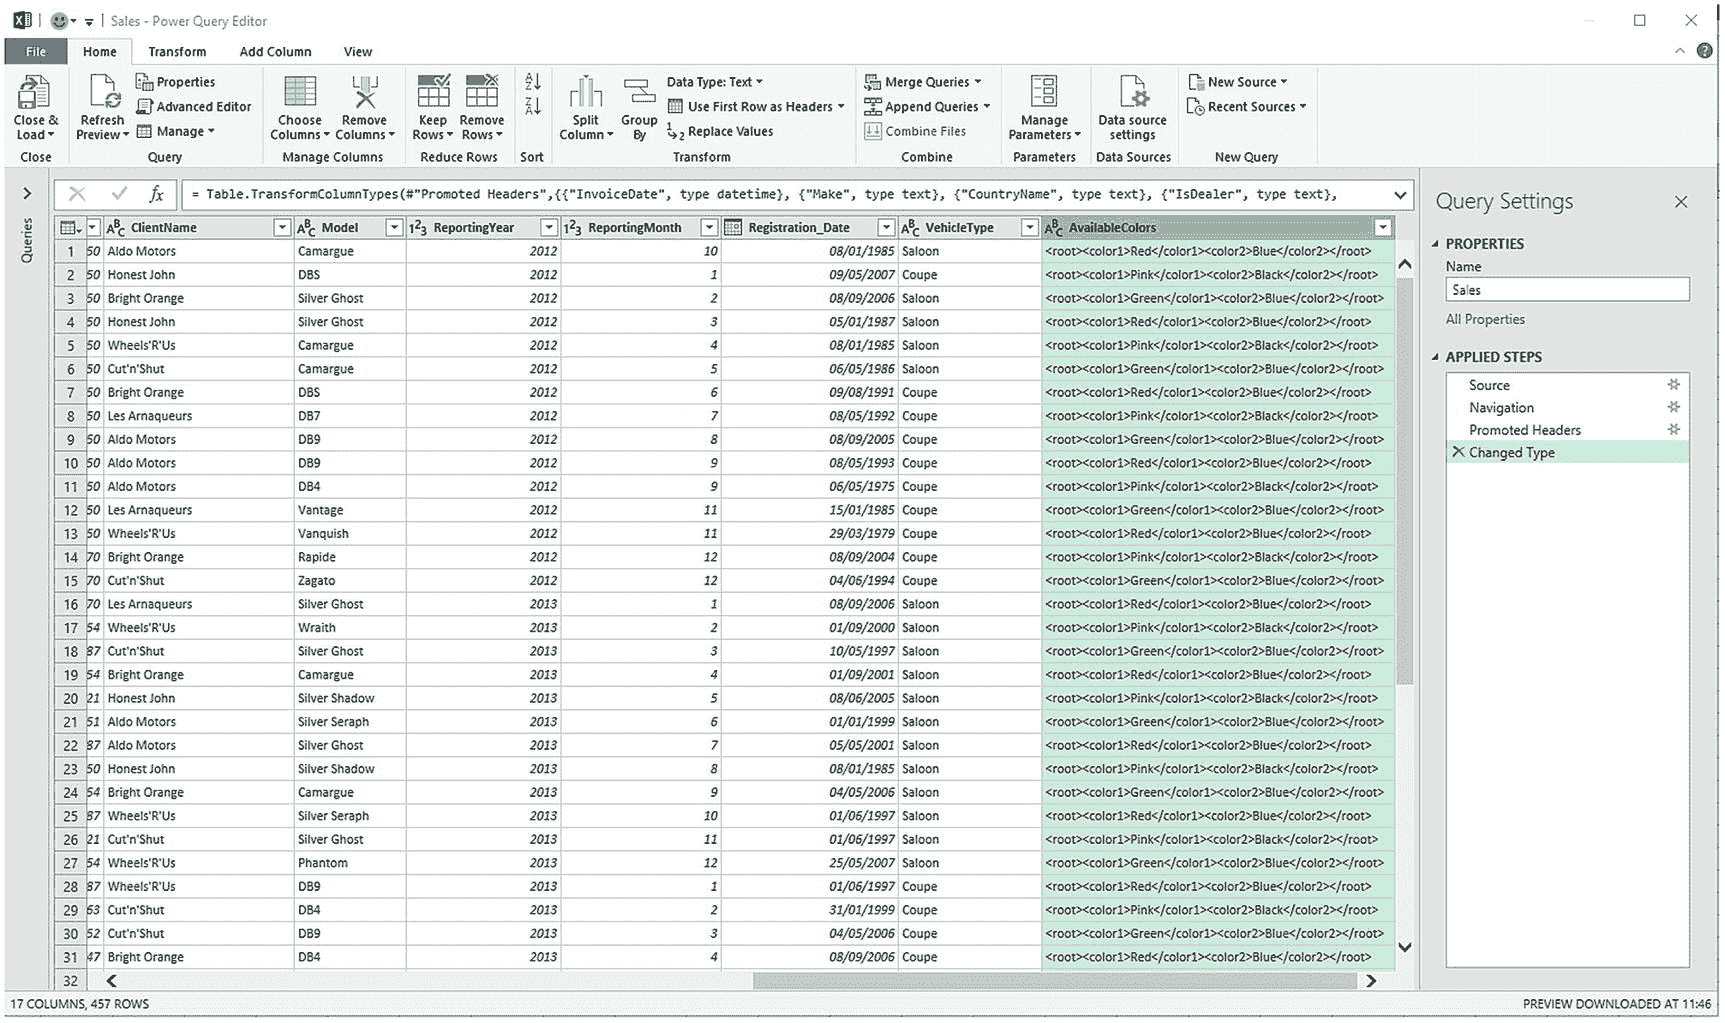 Sales - Power Query Editor
File Home Transform Add Column View
Close & Load
Close
Refresh Preview
Properties
Advanced Editor
Manage
Query
Choose Columns
Remove Columns
Manage Columns
Keep Rows
Remove Rows
Reduce Rows
Sort
Split Column
Group By
Data Type: Text
Use First Row as Headers
Replace Values
Transform
Merge Queries
Append Queries
Combine Files
Combine
Manage Parameters
Parameters
Data source settings
Data Sources
New Source
Recent Sources
New Query
Queries
= Table.TransformColumnTypes(#"Promoted Headers",{{"InvoiceDate", type datetime}, {"Make", type text}, {"CountryName", type text}, {"IsDealer", type text},
ClientName Model ReportingYear ReportingMonth Registration_Date VehicleType AvailableColors
1 50 Aldo Motors Camargue 2012 10 08/01/1985 Saloon <root><color1>Red</color1><color2>Blue</color2></root>
2 50 Honest John DBS 2012 1 09/05/2007 Coupe <root><color1>Pink</color1><color2>Black</color2></root>
3 50 Bright Orange Silver Ghost 2012 2 08/09/2006 Saloon <root><color1>Green</color1><color2>Blue</color2></root>
4 50 Honest John Silver Ghost 2012 3 05/01/1987 Saloon <root><color1>Red</color1><color2>Blue</color2></root>
5 50 Wheels'R'Us Camargue 2012 4 08/01/1985 Saloon <root><color1>Pink</color1><color2>Black</color2></root>
6 50 Cut'n'Shut Camargue 2012 5 06/05/1986 Saloon <root><color1>Green</color1><color2>Blue</color2></root>
7 50 Bright Orange DBS 2012 6 09/08/1991 Coupe <root><color1>Red</color1><color2>Blue</color2></root>
8 50 Les Arnaqueurs DB7 2012 7 08/05/1992 Coupe <root><color1>Pink</color1><color2>Black</color2></root>
9 50 Aldo Motors DB9 2012 8 08/09/2005 Coupe <root><color1>Green</color1><color2>Blue</color2></root>
10 50 Aldo Motors DB9 2012 9 08/05/1993 Coupe <root><color1>Red</color1><color2>Blue</color2></root>
11 50 Aldo Motors DB4 2012 9 06/05/1975 Coupe <root><color1>Pink</color1><color2>Black</color2></root>
12 50 Les Arnaqueurs Vantage 2012 11 15/01/1985 Coupe <root><color1>Green</color1><color2>Blue</color2></root>
13 50 Wheels'R'Us Vanquish 2012 11 29/03/1979 Coupe <root><color1>Red</color1><color2>Blue</color2></root>
14 70 Bright Orange Rapide 2012 12 08/09/2004 Coupe <root><color1>Pink</color1><color2>Black</color2></root>
15 70 Cut'n'Shut Zagato 2012 12 04/06/1994 Coupe <root><color1>Green</color1><color2>Blue</color2></root>
16 70 Les Arnaqueurs Silver Ghost 2013 1 08/09/2006 Saloon <root><color1>Red</color1><color2>Blue</color2></root>
17 54 Wheels'R'Us Wraith 2013 2 01/09/2000 Saloon <root><color1>Pink</color1><color2>Black</color2></root>
18 87 Cut'n'Shut Silver Ghost 2013 3 10/05/1997 Saloon <root><color1>Green</color1><color2>Blue</color2></root>
19 54 Bright Orange Camargue 2013 4 01/09/2001 Saloon <root><color1>Red</color1><color2>Blue</color2></root>
20 21 Honest John Silver Shadow 2013 5 08/06/2005 Saloon <root><color1>Pink</color1><color2>Black</color2></root>
21 51 Aldo Motors Silver Seraph 2013 6 01/01/1999 Saloon <root><color1>Green</color1><color2>Blue</color2></root>
22 87 Aldo Motors Silver Ghost 2013 7 05/05/2001 Saloon <root><color1>Red</color1><color2>Blue</color2></root>
23 50 Honest John Silver Shadow 2013 8 08/01/1985 Saloon <root><color1>Pink</color1><color2>Black</color2></root>
24 54 Bright Orange Camargue 2013 9 04/05/2006 Saloon <root><color1>Green</color1><color2>Blue</color2></root>
25 87 Wheels'R'Us Silver Seraph 2013 10 01/06/1997 Saloon <root><color1>Red</color1><color2>Blue</color2></root>
26 21 Cut'n'Shut Silver Ghost 2013 11 01/06/1997 Saloon <root><color1>Pink</color1><color2>Black</color2></root>
27 54 Wheels'R'Us Phantom 2013 12 25/05/2007 Saloon <root><color1>Green</color1><color2>Blue</color2></root>
28 87 Wheels'R'Us DB9 2013 1 01/06/1997 Coupe <root><color1>Red</color1><color2>Blue</color2></root>
29 63 Cut'n'Shut DB4 2013 2 31/01/1999 Coupe <root><color1>Pink</color1><color2>Black</color2></root>
30 52 Cut'n'Shut DB9 2013 3 04/05/2006 Coupe <root><color1>Green</color1><color2>Blue</color2></root>
31 47 Bright Orange DB4 2013 4 08/09/2006 Coupe <root><color1>Red</color1><color2>Blue</color2></root>
32
Query Settings
PROPERTIES
Name
Sales
All Properties
APPLIED STEPS
Source
Navigation
Promoted Headers
Changed Type
17 COLUMNS, 457 ROWS
PREVIEW DOWNLOADED AT 11:46